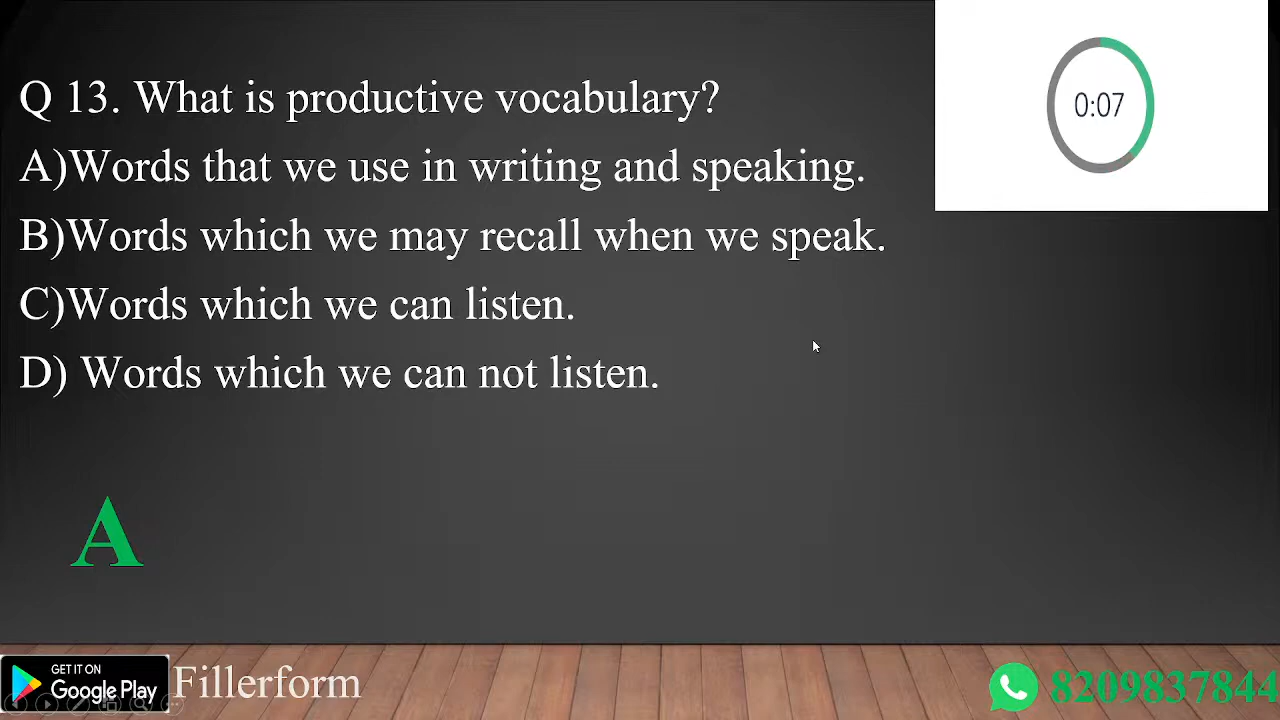 Q 13. What is productive vocabulary?
0:07
A)Words that we use in writing and speaking.
B)Words which we may recall when we speak.
C)Words which we can listen.
D) Words which we can not listen.
A
GET IT ON
Google Play
Fillerform
8209837844